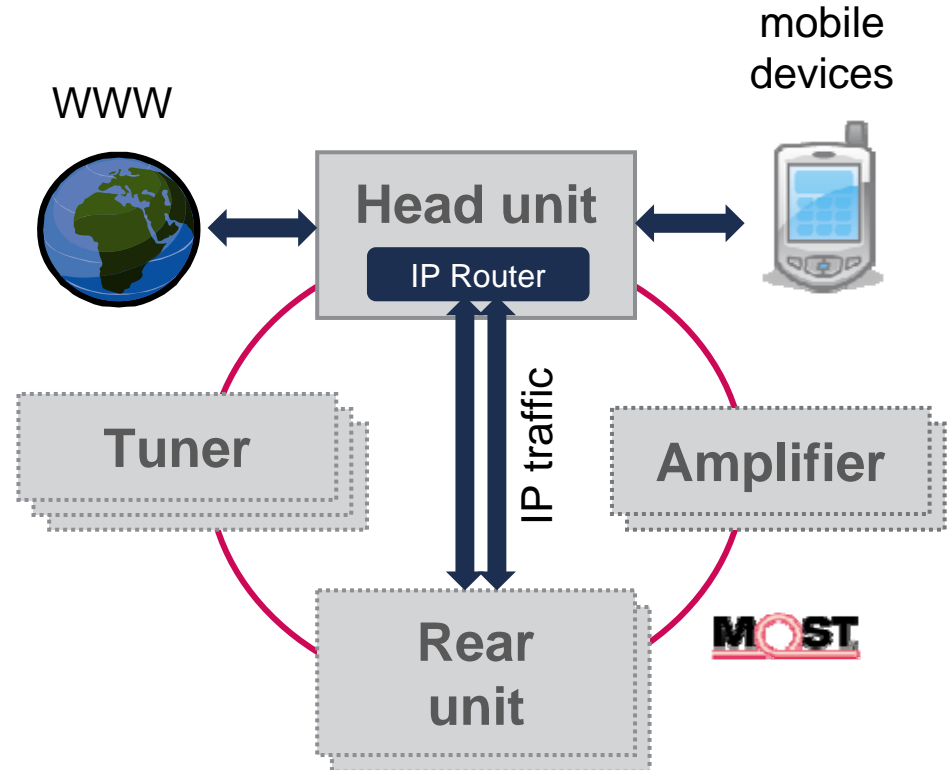 mobile
devices
WWW
Head unit
IP Router
IP traffic
Tuner
Amplifier
Rear
unit
MOST